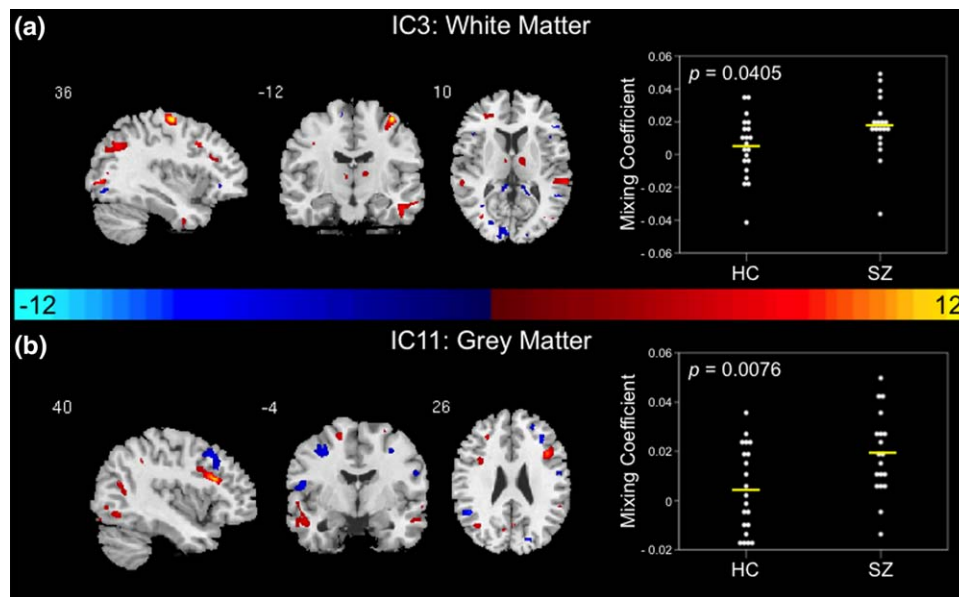 (a)
IC3: White Matter
36
-12
10
p = 0.0405
Mixing Coefficient
0.06
0.04
0.02
0
- 0.02
- 0.04
- 0.06
HC
SZ
-12
12
(b)
IC11: Grey Matter
40
-4
26
p = 0.0076
Mixing Coefficient
0.06
0.04
0.02
0
- 0.02
HC
SZ